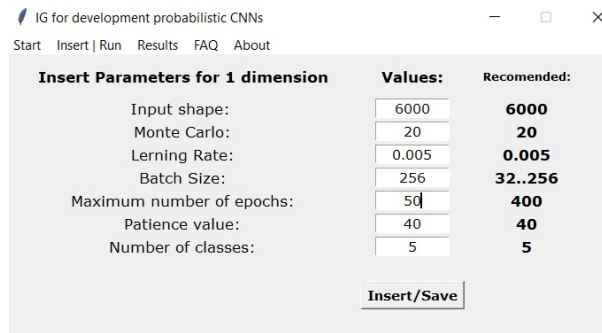 IG for development probabilistic CNNs
Start Insert | Run Results FAQ About
Insert Parameters for 1 dimension Values: Recomended:
Input shape: 6000 6000
Monte Carlo: 20 20
Lerning Rate: 0.005 0.005
Batch Size: 256 32..256
Maximum number of epochs: 50 400
Patience value: 40 40
Number of classes: 5 5
Insert/Save